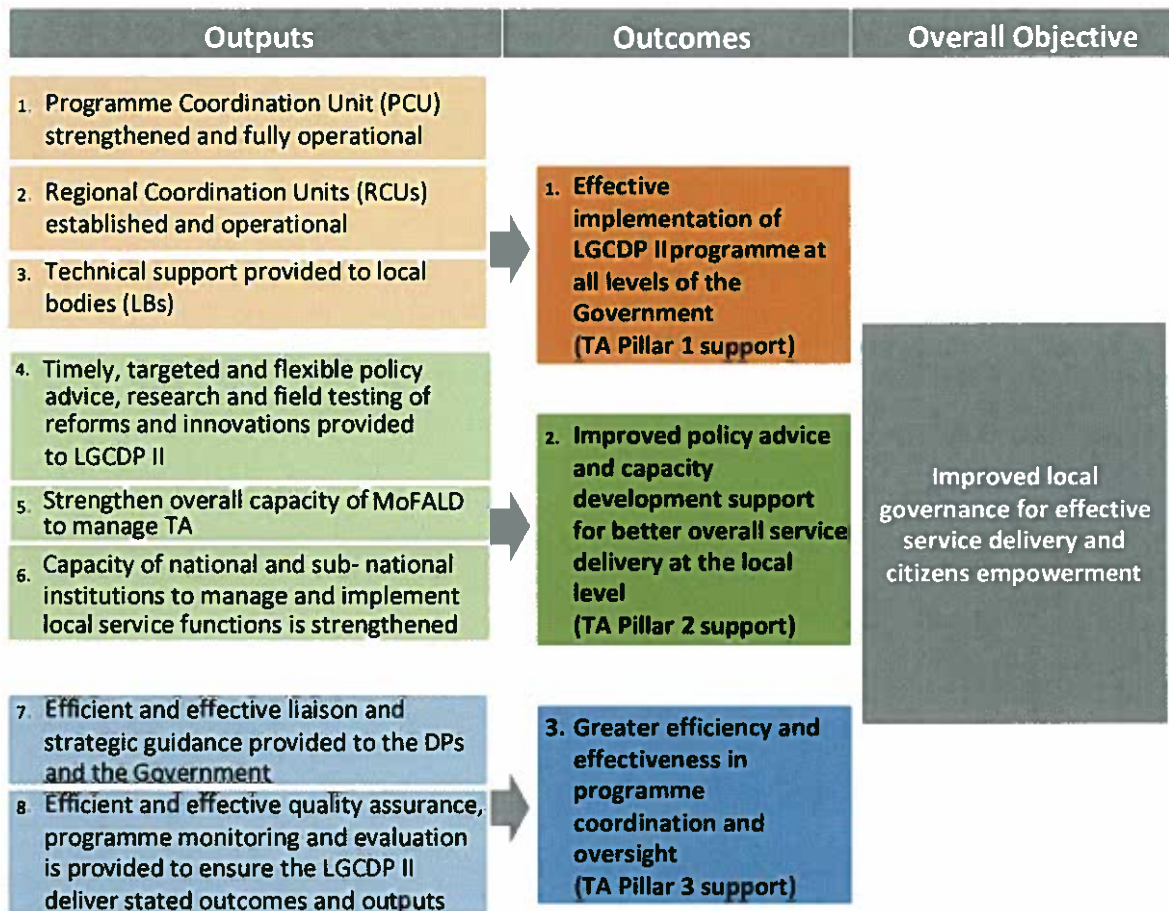 Outputs
Outcomes
Overall Objective
1. Programme Coordination Unit (PCU)
strengthened and fully operational
2. Regional Coordination Units (RCUs)
established and operational
3. Technical support provided to local
bodies (LBs)
1. Effective
implementation of
LGCDP II programme at
all levels of the
Government
(TA Pillar 1 support)
4. Timely, targeted and flexible policy
advice, research and field testing of
reforms and innovations provided
to LGCDP II
5. Strengthen overall capacity of MoFALD
to manage TA
6. Capacity of national and sub- national
institutions to manage and implement
local service functions is strengthened
2. Improved policy advice
and capacity
development support
for better overall service
delivery at the local
level
(TA Pillar 2 support)
7. Efficient and effective liaison and
strategic guidance provided to the DPs
and the Government
8. Efficient and effective quality assurance,
programme monitoring and evaluation
is provided to ensure the LGCDP II
deliver stated outcomes and outputs
3. Greater efficiency and
effectiveness in
programme
coordination and
oversight
(TA Pillar 3 support)
Improved local
governance for effective
service delivery and
citizens empowerment